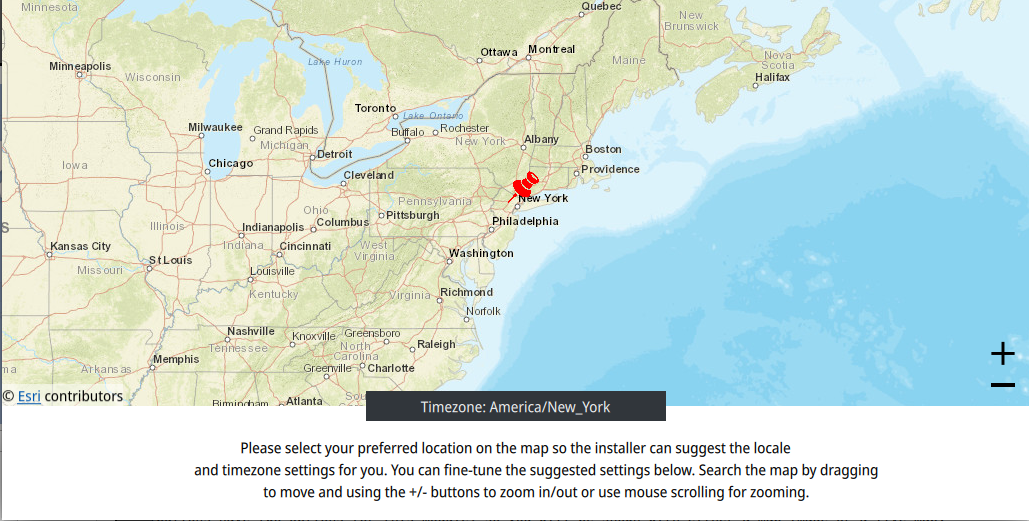 Minnesota
Quebec
New
Brunswick
Ottawa
Montreal
Nova
Scotia
Minneapolis
Lake Huron
Maine
Wisconsin
Halifax
Toronto
Lake Ontario
Milwaukee
Grand Rapids
Buffalo
Rochester
Michigan
New York
Albany
Boston
Iowa
Chicago
Detroit
Providence
Cleveland
New York
Pennsylvania
Ohio
Pittsburgh
Philadelphia
Illinois
Indianapolis
Columbus
Kansas City
Indiana
Cincinnati
West
Virginia
Washington
Missouri
St Louis
Louisville
Kentucky
Virginia
Richmond
Norfolk
Nashville
Knoxville
Greensboro
Tennessee
North
Carolina
Raleigh
Memphis
Arkansas
Greenville
Charlotte
© Esri contributors
Birmingham
Atlanta
Timezone: America/New_York
Please select your preferred location on the map so the installer can suggest the locale
and timezone settings for you. You can fine-tune the suggested settings below. Search the map by dragging
to move and using the +/- buttons to zoom in/out or use mouse scrolling for zooming.